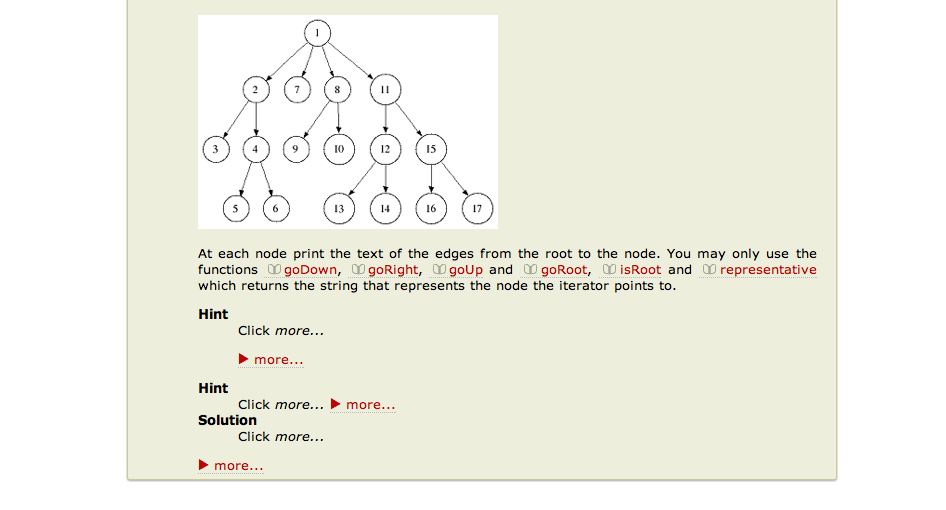 1
2 7 8 11
3 4 9 10 12 15
5 6 13 14 16 17
At each node print the text of the edges from the root to the node. You may only use the
functions goDown, goRight, goUp and goRoot, isRoot and representative
which returns the string that represents the node the iterator points to.
Hint
Click more...
more...
Hint
Click more... more...
Solution
Click more...
more...